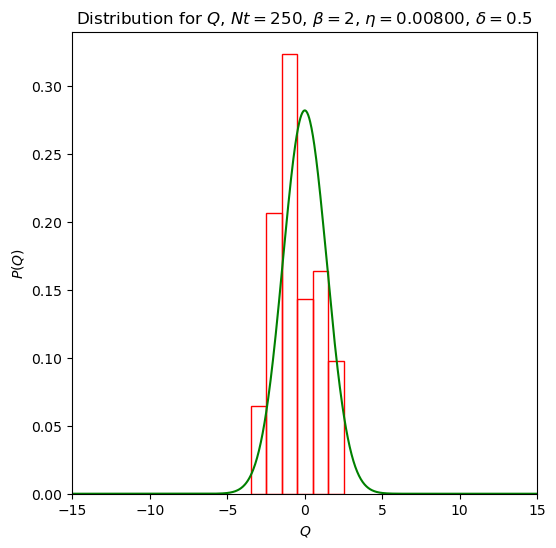 Distribution for Q, Nt = 250, β = 2, η = 0.00800, δ = 0.5
0.30
0.25
0.20
0.15
0.10
0.05
0.00
P(Q)
−15 −10 −5 0 5 10 15
Q